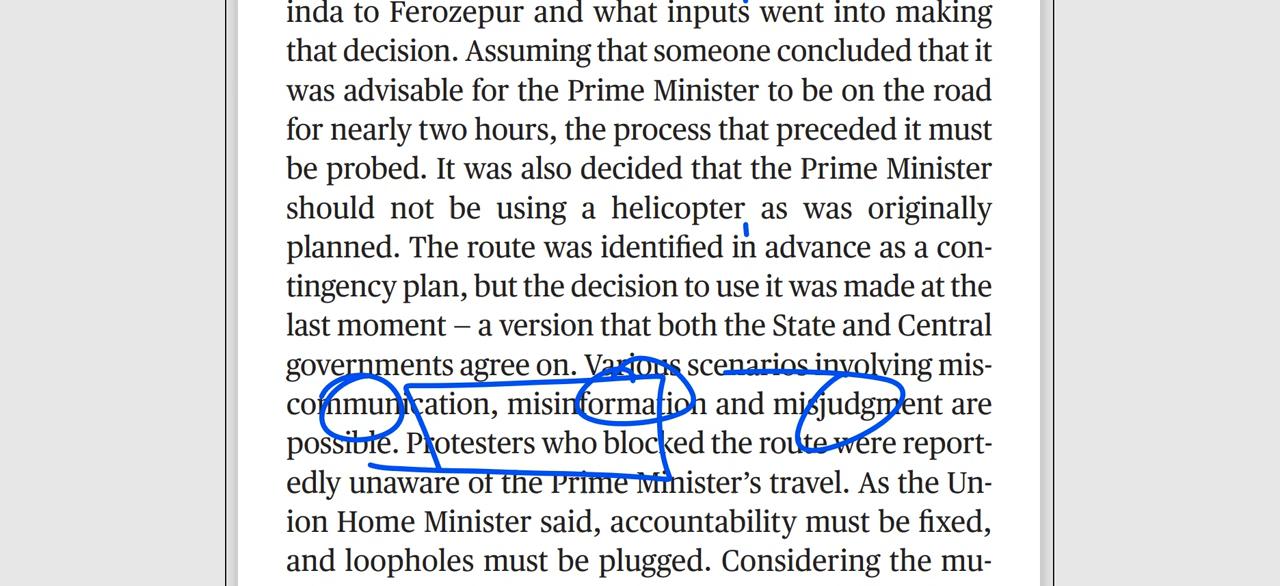 inda to Ferozepur and what inputs went into making
that decision. Assuming that someone concluded that it
was advisable for the Prime Minister to be on the road
for nearly two hours, the process that preceded it must
be probed. It was also decided that the Prime Minister
should not be using a helicopter as was originally
planned. The route was identified in advance as a con-
tingency plan, but the decision to use it was made at the
last moment – a version that both the State and Central
governments agree on. Various scenarios involving mis-
communication, misinformation and misjudgment are
possible. Protesters who blocked the route were report-
edly unaware of the Prime Minister’s travel. As the Un-
ion Home Minister said, accountability must be fixed,
and loopholes must be plugged. Considering the mu-